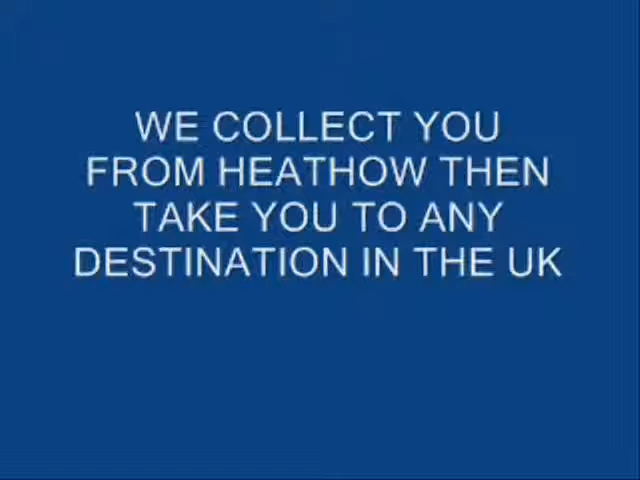 WE COLLECT YOU
FROM HEATHOW THEN
TAKE YOU TO ANY
DESTINATION IN THE UK